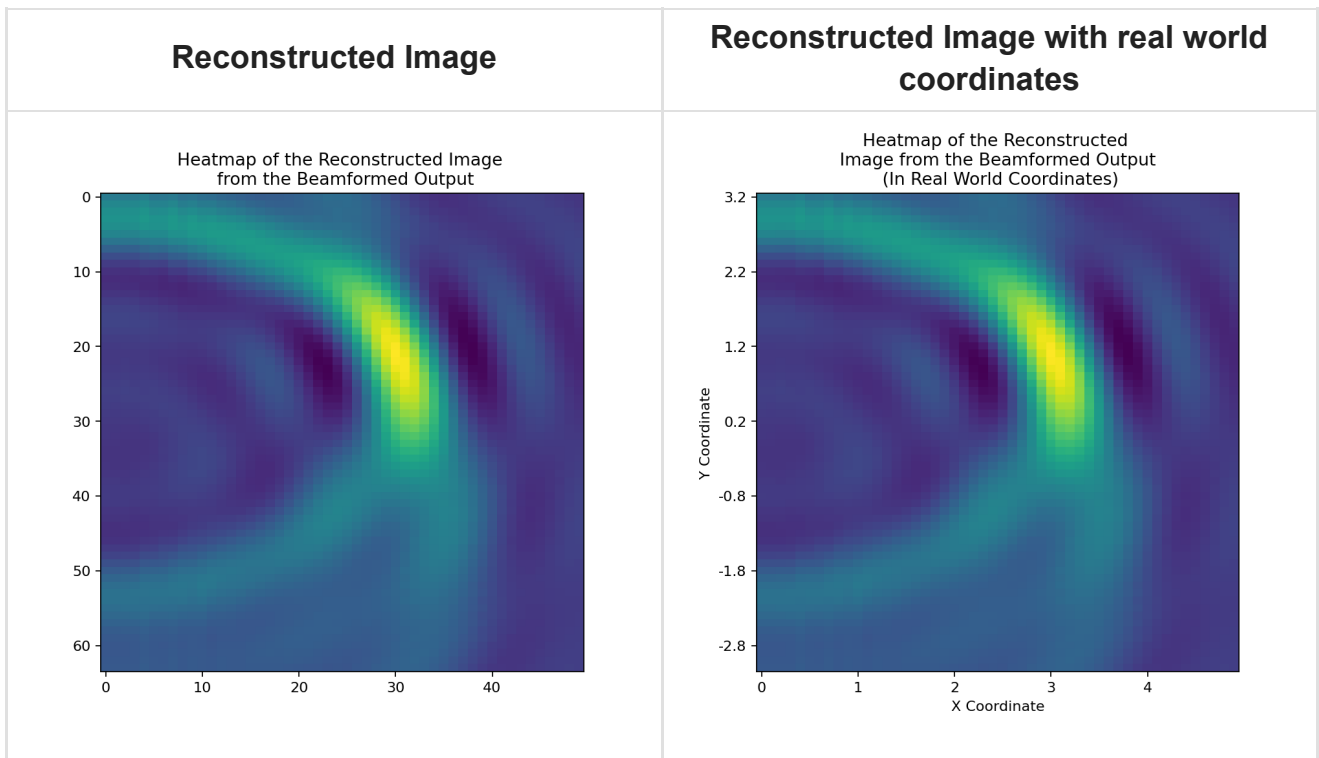 Reconstructed Image
Reconstructed Image with real world
coordinates
Heatmap of the Reconstructed Image
from the Beamformed Output
0
10
20
30
40
50
60
0
10
20
30
40
Heatmap of the Reconstructed
Image from the Beamformed Output
(In Real World Coordinates)
Y Coordinate
3.2
2.2
1.2
0.2
-0.8
-1.8
-2.8
0
1
2
3
4
X Coordinate